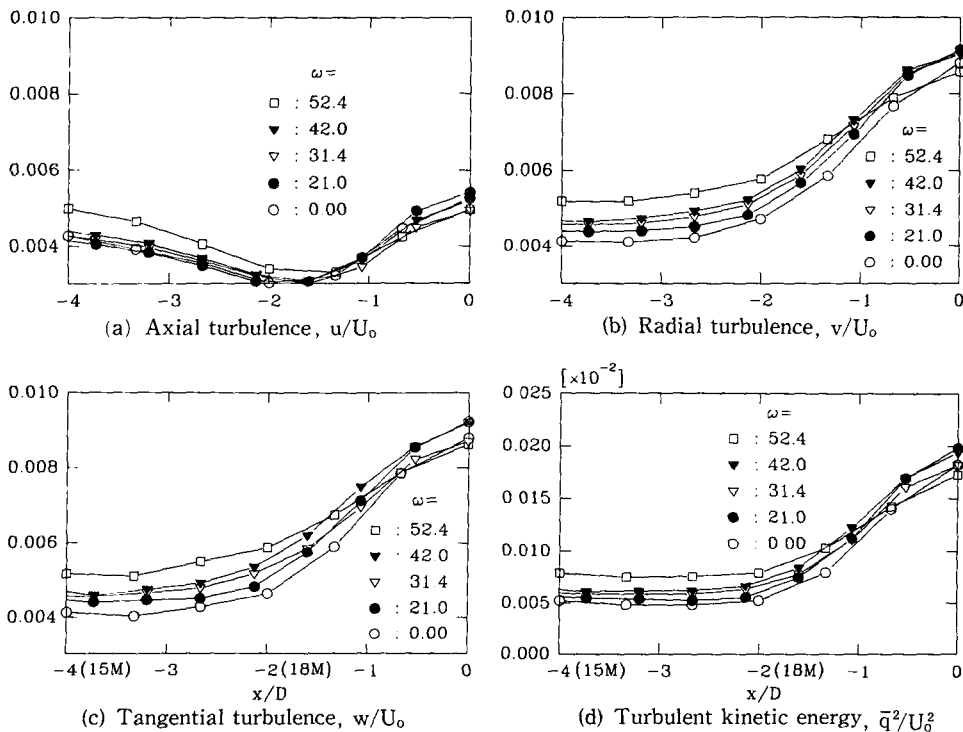 0.010
0.008
0.006
0.004
ω=
□ : 52.4
▼ : 42.0
▽ : 31.4
● : 21.0
○ : 0.00
-4 -3 -2 -1 0
(a) Axial turbulence, u/U₀
0.010
0.008
0.006
0.004
ω=
□ : 52.4
▼ : 42.0
▽ : 31.4
● : 21.0
○ : 0.00
-4 -3 -2 -1 0
(b) Radial turbulence, v/U₀
0.010
0.008
0.006
0.004
ω=
□ : 52.4
▼ : 42.0
▽ : 31.4
● : 21.0
○ : 0.00
-4(15M) -3 -2(18M) -1 0
x/D
(c) Tangential turbulence, w/U₀
[×10⁻²]
0.025
0.020
0.015
0.010
0.005
0.000
ω=
□ : 52.4
▼ : 42.0
▽ : 31.4
● : 21.0
○ : 0.00
-4(15M) -3 -2(18M) -1 0
x/D
(d) Turbulent kinetic energy, q̄²/U₀²